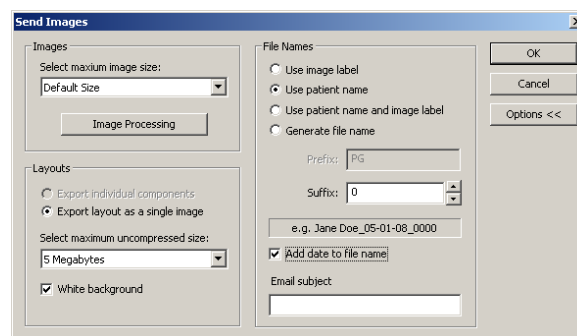 Send Images
Images
Select maxium image size:
Default Size
Image Processing
Layouts
Export individual components
Export layout as a single image
Select maximum uncompressed size:
5 Megabytes
White background
File Names
Use image label
Use patient name
Use patient name and image label
Generate file name
Prefix: PG
Suffix: 0
e.g. Jane Doe_05-01-08_0000
Add date to file name
Email subject
OK
Cancel
Options <<